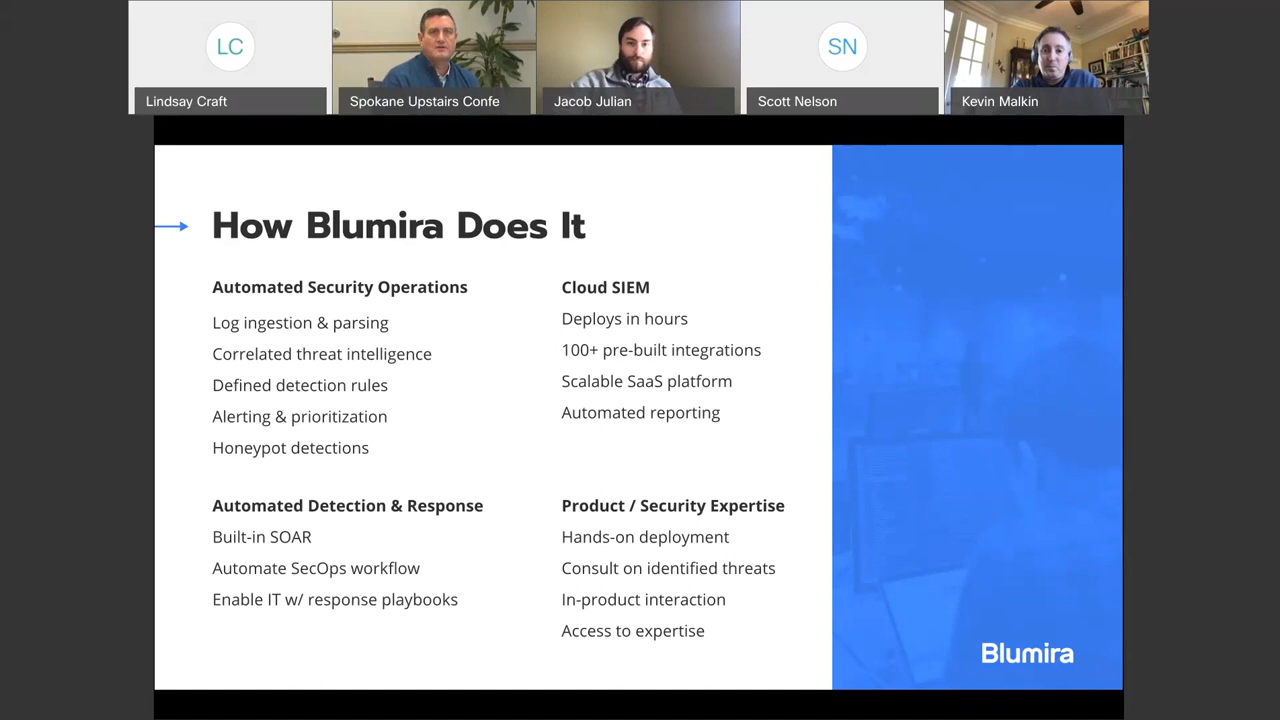 LC
SN
Lindsay Craft
Spokane Upstairs Confe
Jacob Julian
Scott Nelson
Kevin Malkin
How Blumira Does It
Automated Security Operations
Log ingestion & parsing
Correlated threat intelligence
Defined detection rules
Alerting & prioritization
Honeypot detections
Cloud SIEM
Deploys in hours
100+ pre-built integrations
Scalable SaaS platform
Automated reporting
Automated Detection & Response
Built-in SOAR
Automate SecOps workflow
Enable IT w/ response playbooks
Product / Security Expertise
Hands-on deployment
Consult on identified threats
In-product interaction
Access to expertise
Blumira